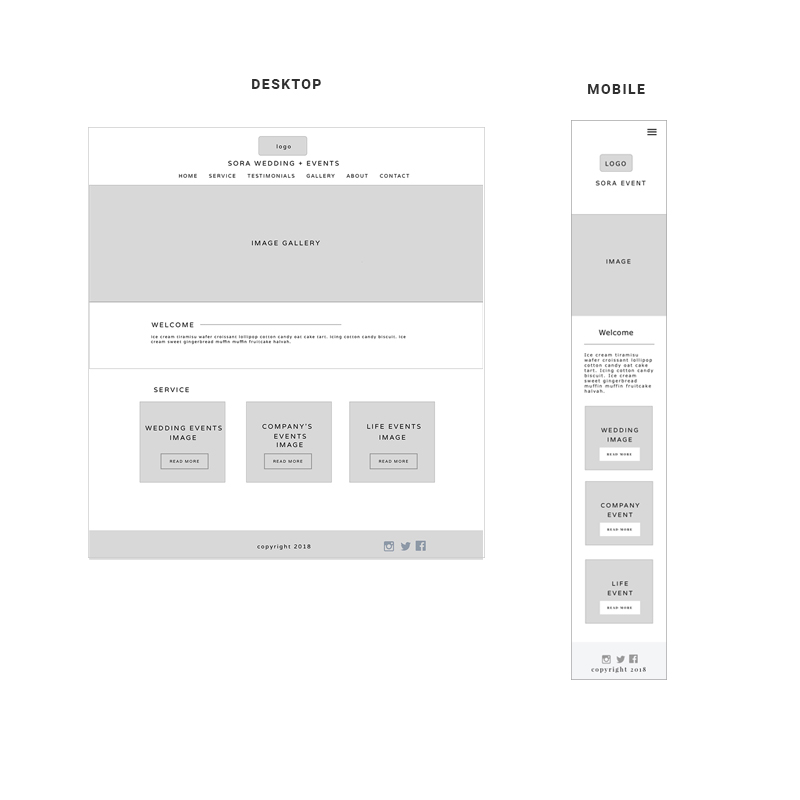 DESKTOP
logo
SORA WEDDING + EVENTS
HOME SERVICE TESTIMONIALS GALLERY ABOUT CONTACT
IMAGE GALLERY
WELCOME
Ice cream tiramisu wafer croissant lollipop cotton candy oat cake tart. Icing cotton candy biscuit. Ice
cream sweet gingerbread muffin muffin fruitcake halvah.
SERVICE
WEDDING EVENTS
IMAGE
READ MORE
COMPANY'S
EVENTS
IMAGE
READ MORE
LIFE EVENTS
IMAGE
READ MORE
copyright 2018
MOBILE
LOGO
SORA EVENT
IMAGE
Welcome
Ice cream tiramisu
wafer croissant lollipop
cotton candy oat cake
tart. Icing cotton candy
biscuit. Ice cream
sweet gingerbread
muffin muffin fruitcake
halvah.
WEDDING
IMAGE
READ MORE
COMPANY
EVENT
READ MORE
LIFE
EVENT
READ MORE
copyright 2018